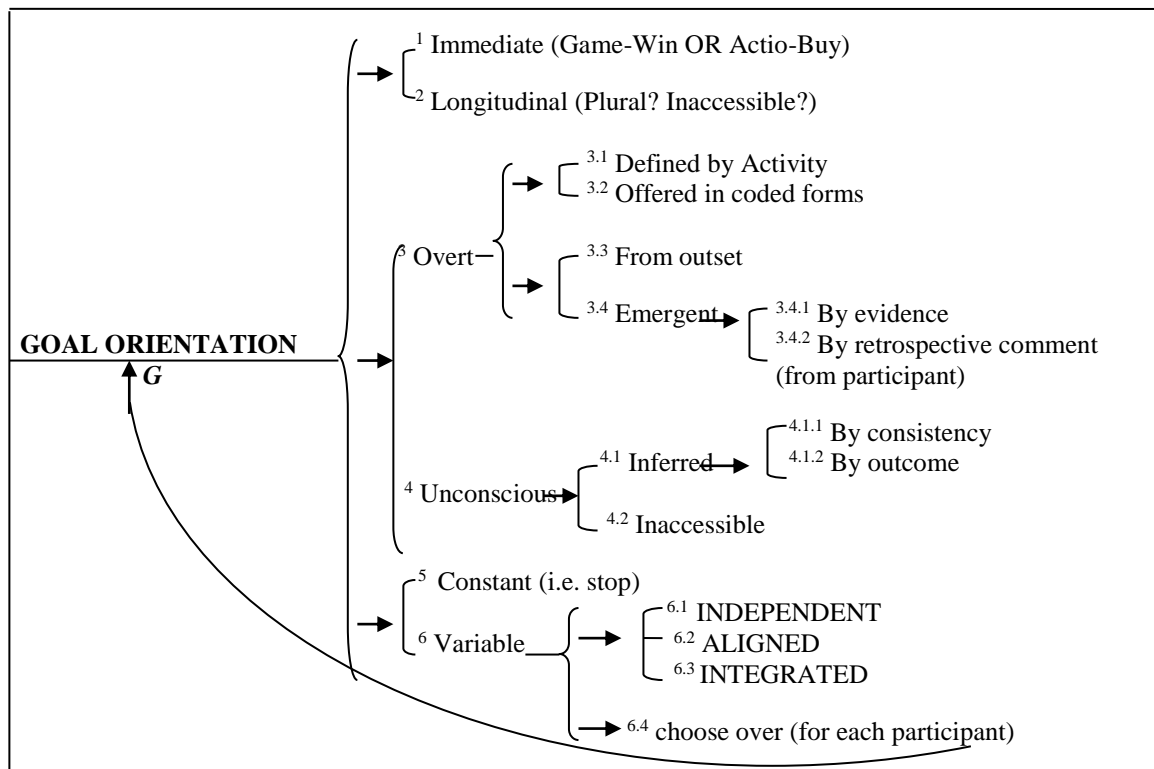 1 Immediate (Game-Win OR Actio-Buy)
2 Longitudinal (Plural? Inaccessible?)
3.1 Defined by Activity
3.2 Offered in coded forms
3 Overt
3.3 From outset
3.4 Emergent
3.4.1 By evidence
3.4.2 By retrospective comment
(from participant)
GOAL ORIENTATION
G
4.1.1 By consistency
4.1 Inferred
4.1.2 By outcome
4 Unconscious
4.2 Inaccessible
5 Constant (i.e. stop)
6.1 INDEPENDENT
6 Variable
6.2 ALIGNED
6.3 INTEGRATED
6.4 choose over (for each participant)